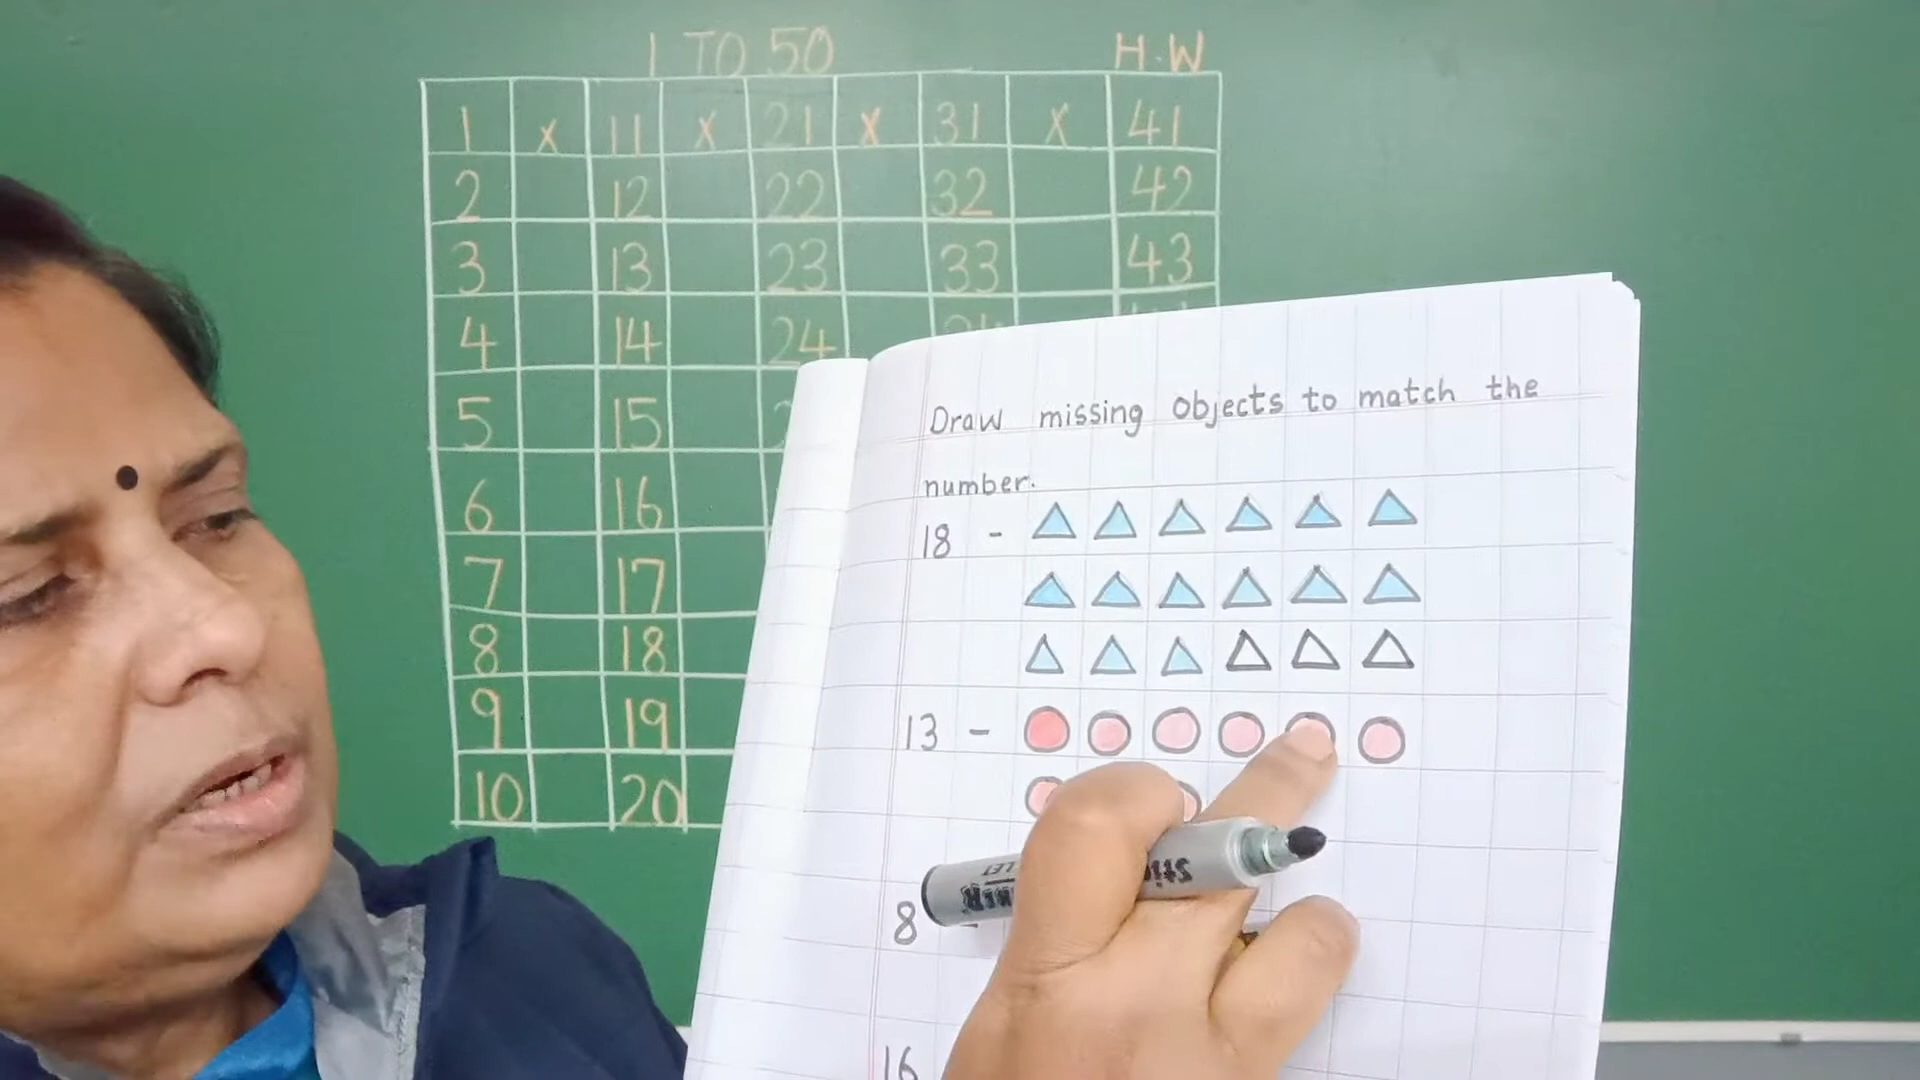 1 TO 50 H.W
1 x 11 x 21 x 31 x 41
2 12 22 32 42
3 13 23 33 43
4 14 24
5 15
6 16
7 17
8 18
9 19
10 20
Draw missing objects to match the
number.
18 -
13 -
8 -
16